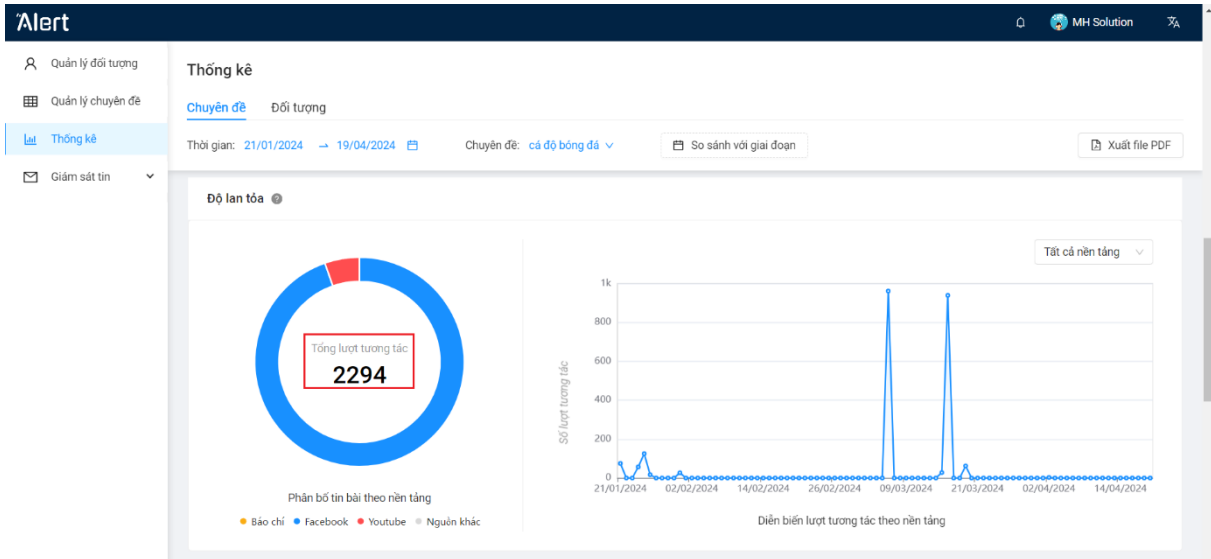 Alert
MH Solution
Quản lý đối tượng
Quản lý chuyên đề
Thống kê
Giám sát tin
Thống kê
Chuyên đề Đối tượng
Thời gian: 21/01/2024 → 19/04/2024 Chuyên đề: cá độ bóng đá So sánh với giai đoạn Xuất file PDF
Độ lan tỏa
Tổng lượt tương tác
2294
Phân bố tin bài theo nền tảng
Báo chí Facebook Youtube Nguồn khác
Tất cả nền tảng
Số lượt tương tác
1k
800
600
400
200
0
21/01/2024 02/02/2024 14/02/2024 26/02/2024 09/03/2024 21/03/2024 02/04/2024 14/04/2024
Diễn biến lượt tương tác theo nền tảng